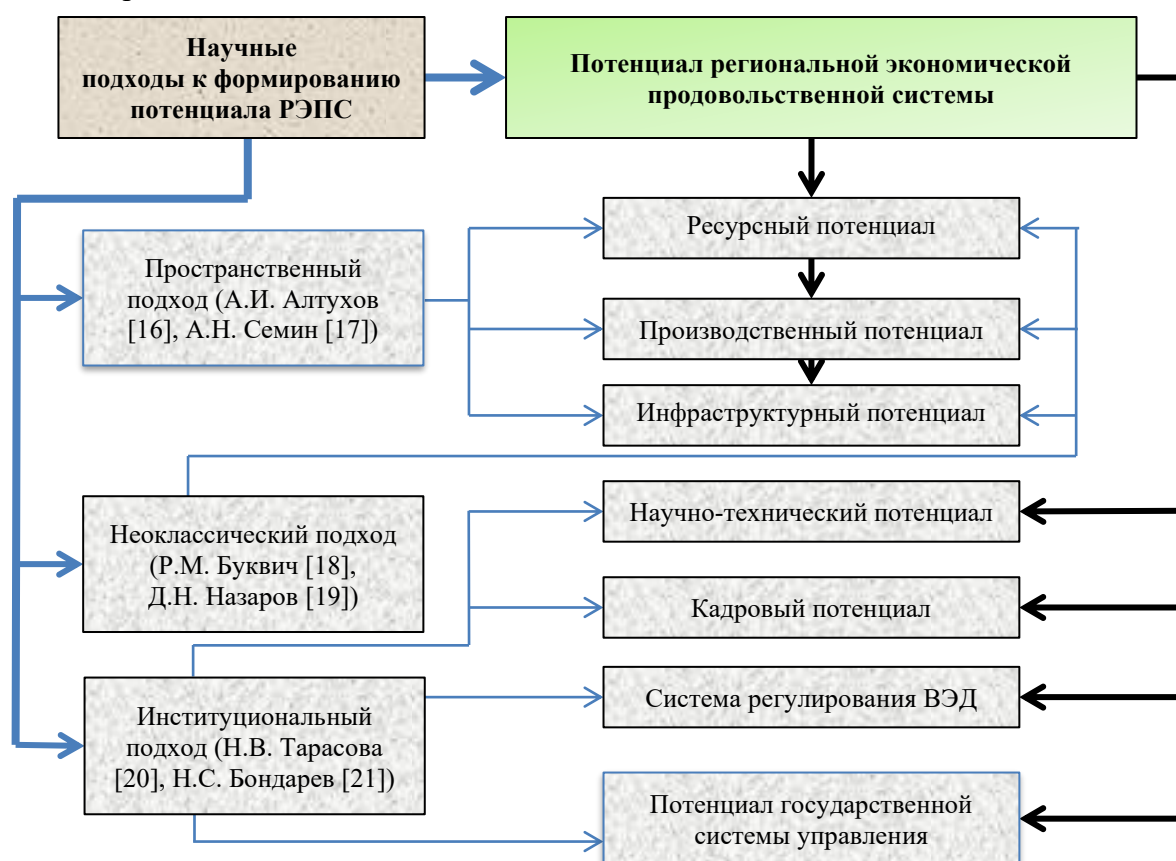 Научные
подходы к формированию
потенциала РЭПС
Потенциал региональной экономической
продовольственной системы
Ресурсный потенциал
Пространственный
подход (А.И. Алтухов
[16], А.Н. Семин [17])
Производственный потенциал
Инфраструктурный потенциал
Неоклассический подход
(Р.М. Буквич [18],
Д.Н. Назаров [19])
Научно-технический потенциал
Кадровый потенциал
Институциональный
подход (Н.В. Тарасова
[20], Н.С. Бондарев [21])
Система регулирования ВЭД
Потенциал государственной
системы управления